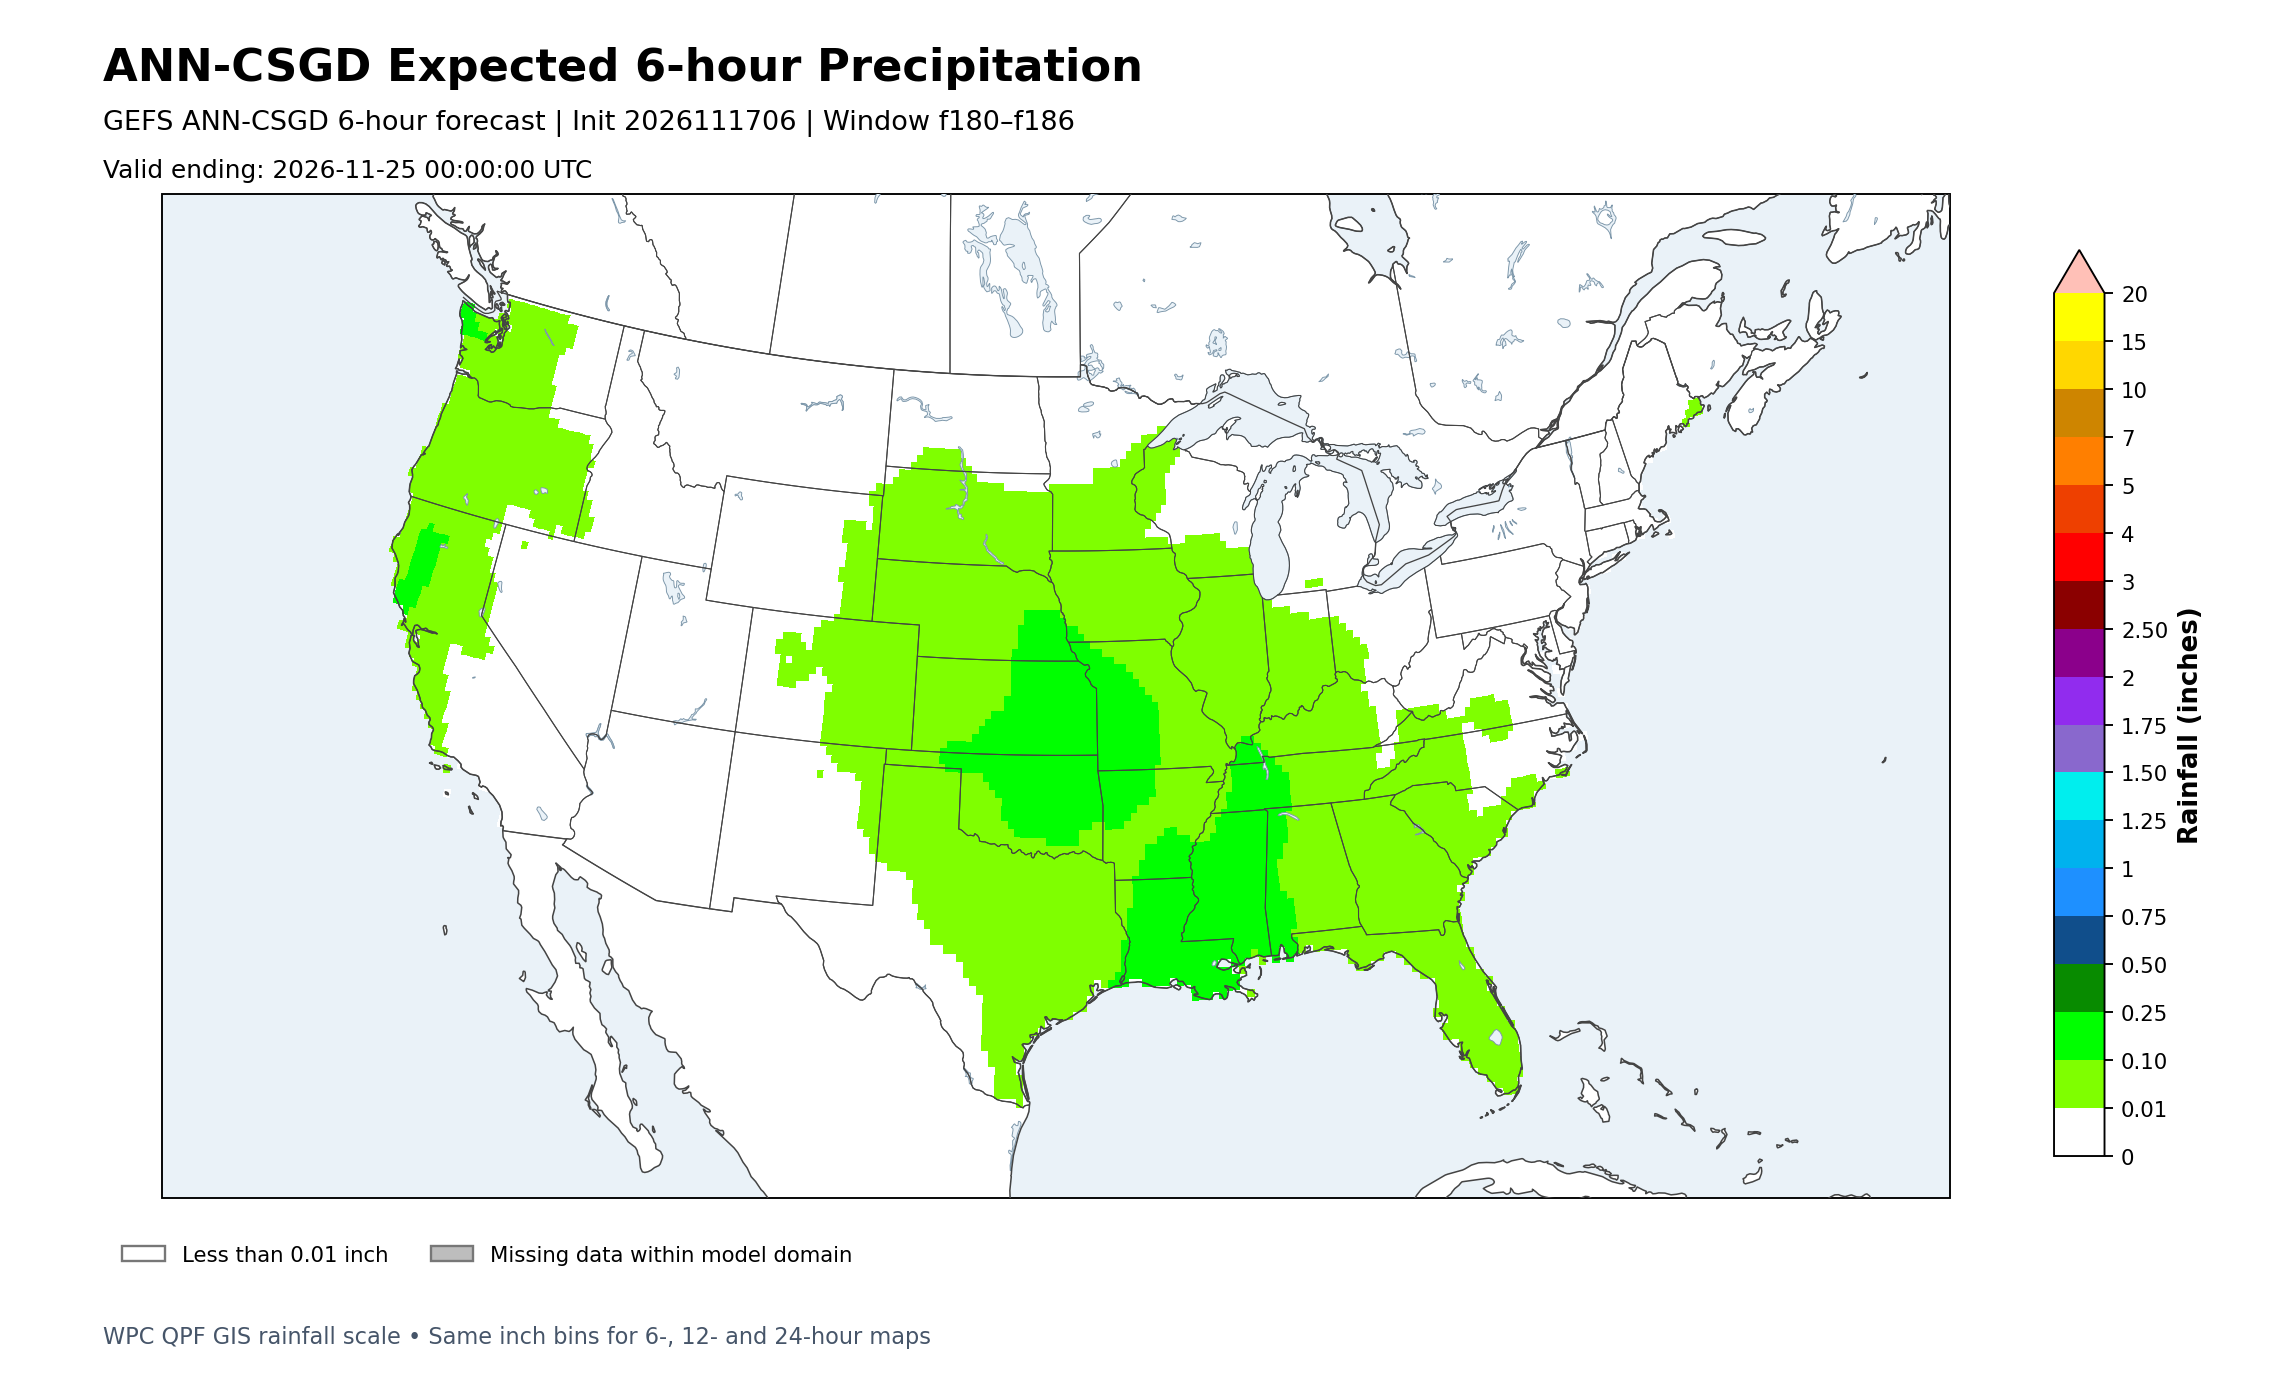 ANN-CSGD Expected 6-hour Precipitation
GEFS ANN-CSGD 6-hour forecast | Init 2026111706 | Window f180–f186
Valid ending: 2026-11-25 00:00:00 UTC
20
15
10
7
5
4
3
2.50
2
1.75
1.50
1.25
1
0.75
0.50
0.25
0.10
0.01
0
Rainfall (inches)
Less than 0.01 inch
Missing data within model domain
WPC QPF GIS rainfall scale • Same inch bins for 6-, 12- and 24-hour maps